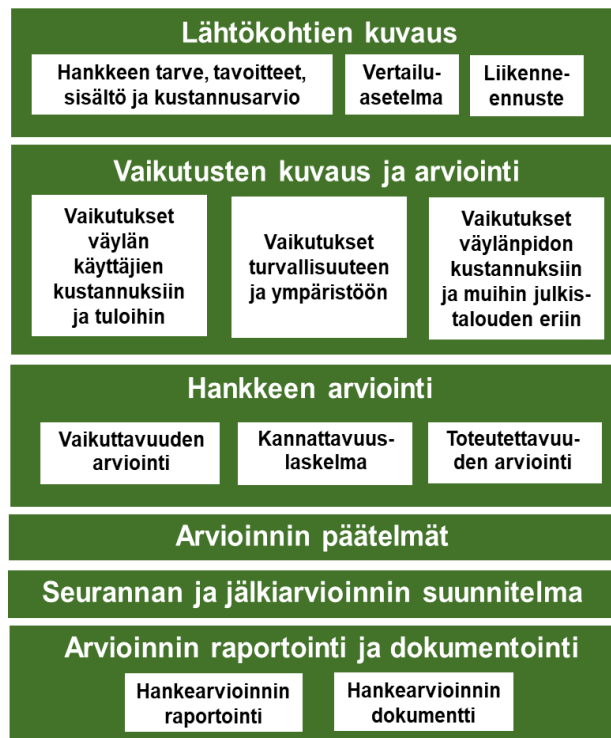 Lähtökohtien kuvaus
Hankkeen tarve, tavoitteet,
sisältö ja kustannusarvio
Vertailu-
asetelma
Liikenne-
ennuste
Vaikutusten kuvaus ja arviointi
Vaikutukset
väylän
käyttäjien
kustannuksiin
ja tuloihin
Vaikutukset
turvallisuuteen
ja ympäristöön
Vaikutukset
väylänpidon
kustannuksiin
ja muihin julkis-
talouden eriin
Hankkeen arviointi
Vaikuttavuuden
arviointi
Kannattavuus-
laskelma
Toteutettavuu-
den arviointi
Arvioinnin päätelmät
Seurannan ja jälkiarvioinnin suunnitelma
Arvioinnin raportointi ja dokumentointi
Hankearvioinnin
raportointi
Hankearvioinnin
dokumentti